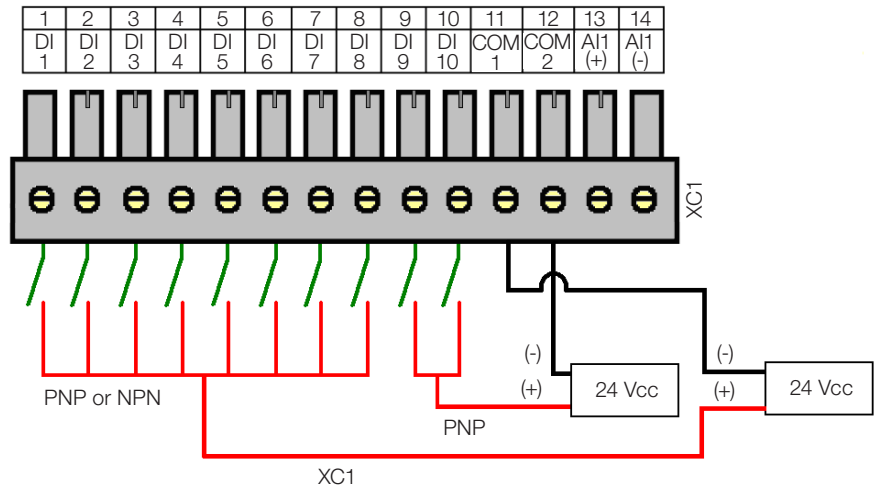 1 2 3 4 5 6 7 8 9 10 11 12 13 14
DI DI DI DI DI DI DI DI DI DI COM COM AI1 AI1
1 2 3 4 5 6 7 8 9 10 1 2 (+) (-)
XC1
(-) (-)
(+) 24 Vcc (+) 24 Vcc
PNP or NPN
PNP
XC1